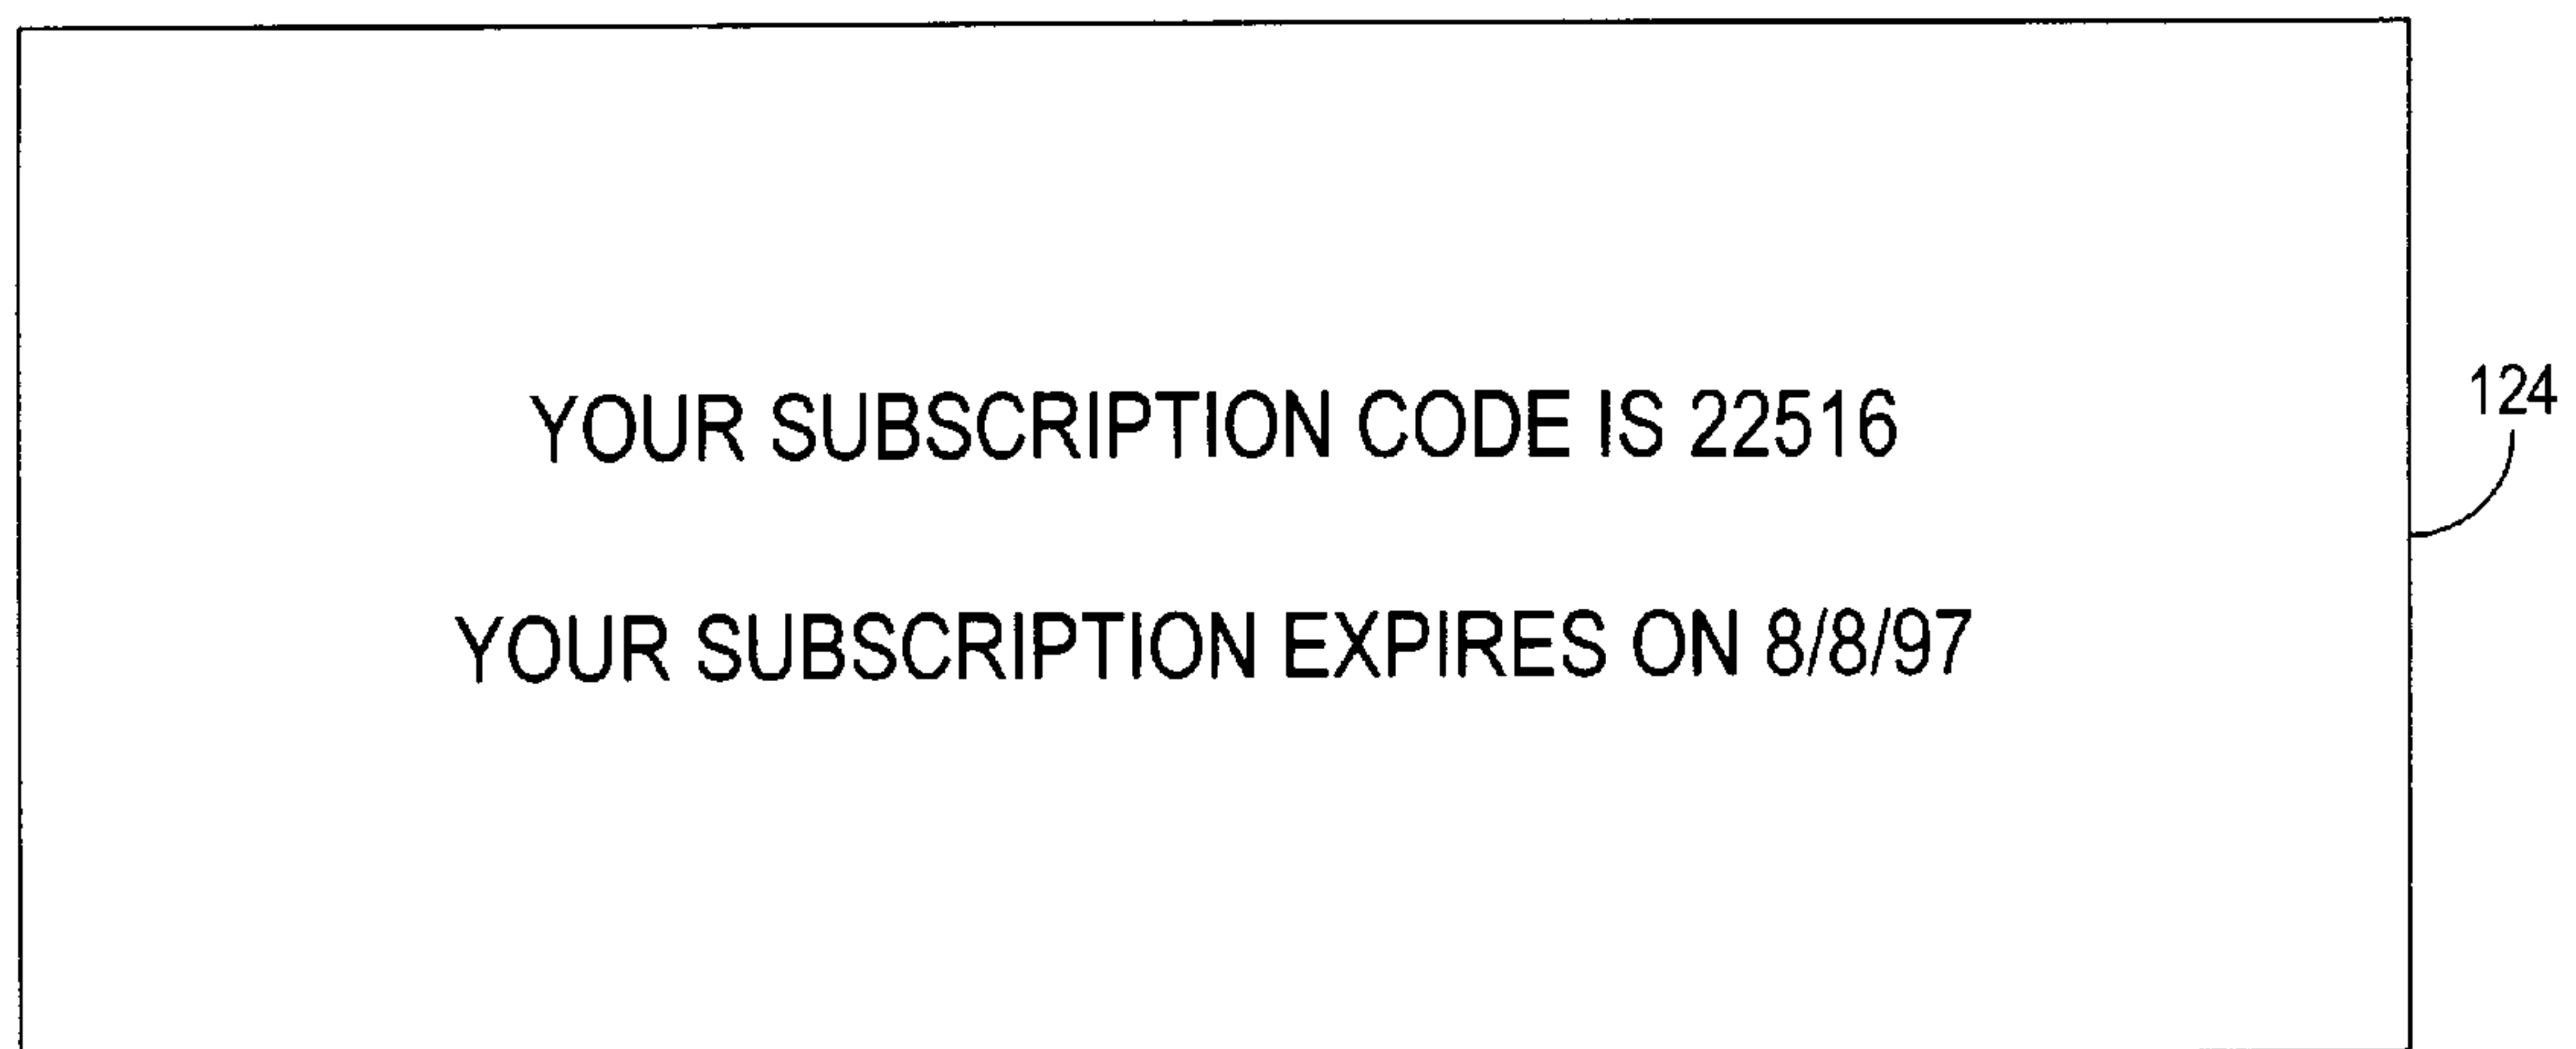 YOUR SUBSCRIPTION CODE IS 22516
124
YOUR SUBSCRIPTION EXPIRES ON 8/8/97